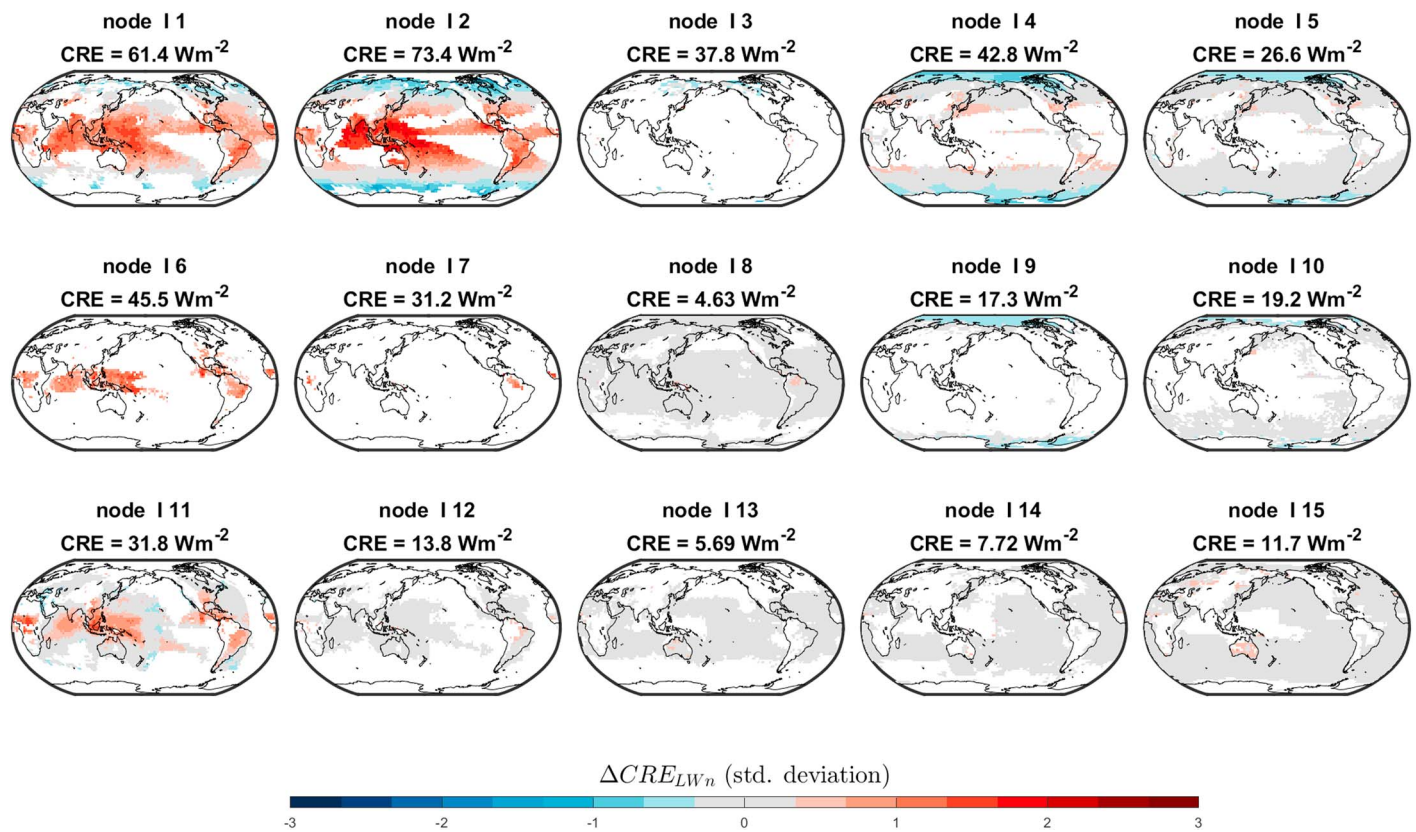 node I 1
CRE = 61.4 Wm-2
node I 2
CRE = 73.4 Wm-2
node I 3
CRE = 37.8 Wm-2
node I 4
CRE = 42.8 Wm-2
node I 5
CRE = 26.6 Wm-2
node I 6
CRE = 45.5 Wm-2
node I 7
CRE = 31.2 Wm-2
node I 8
CRE = 4.63 Wm-2
node I 9
CRE = 17.3 Wm-2
node I 10
CRE = 19.2 Wm-2
node I 11
CRE = 31.8 Wm-2
node I 12
CRE = 13.8 Wm-2
node I 13
CRE = 5.69 Wm-2
node I 14
CRE = 7.72 Wm-2
node I 15
CRE = 11.7 Wm-2
ΔCRE_LWn (std. deviation)
-3 -2 -1 0 1 2 3